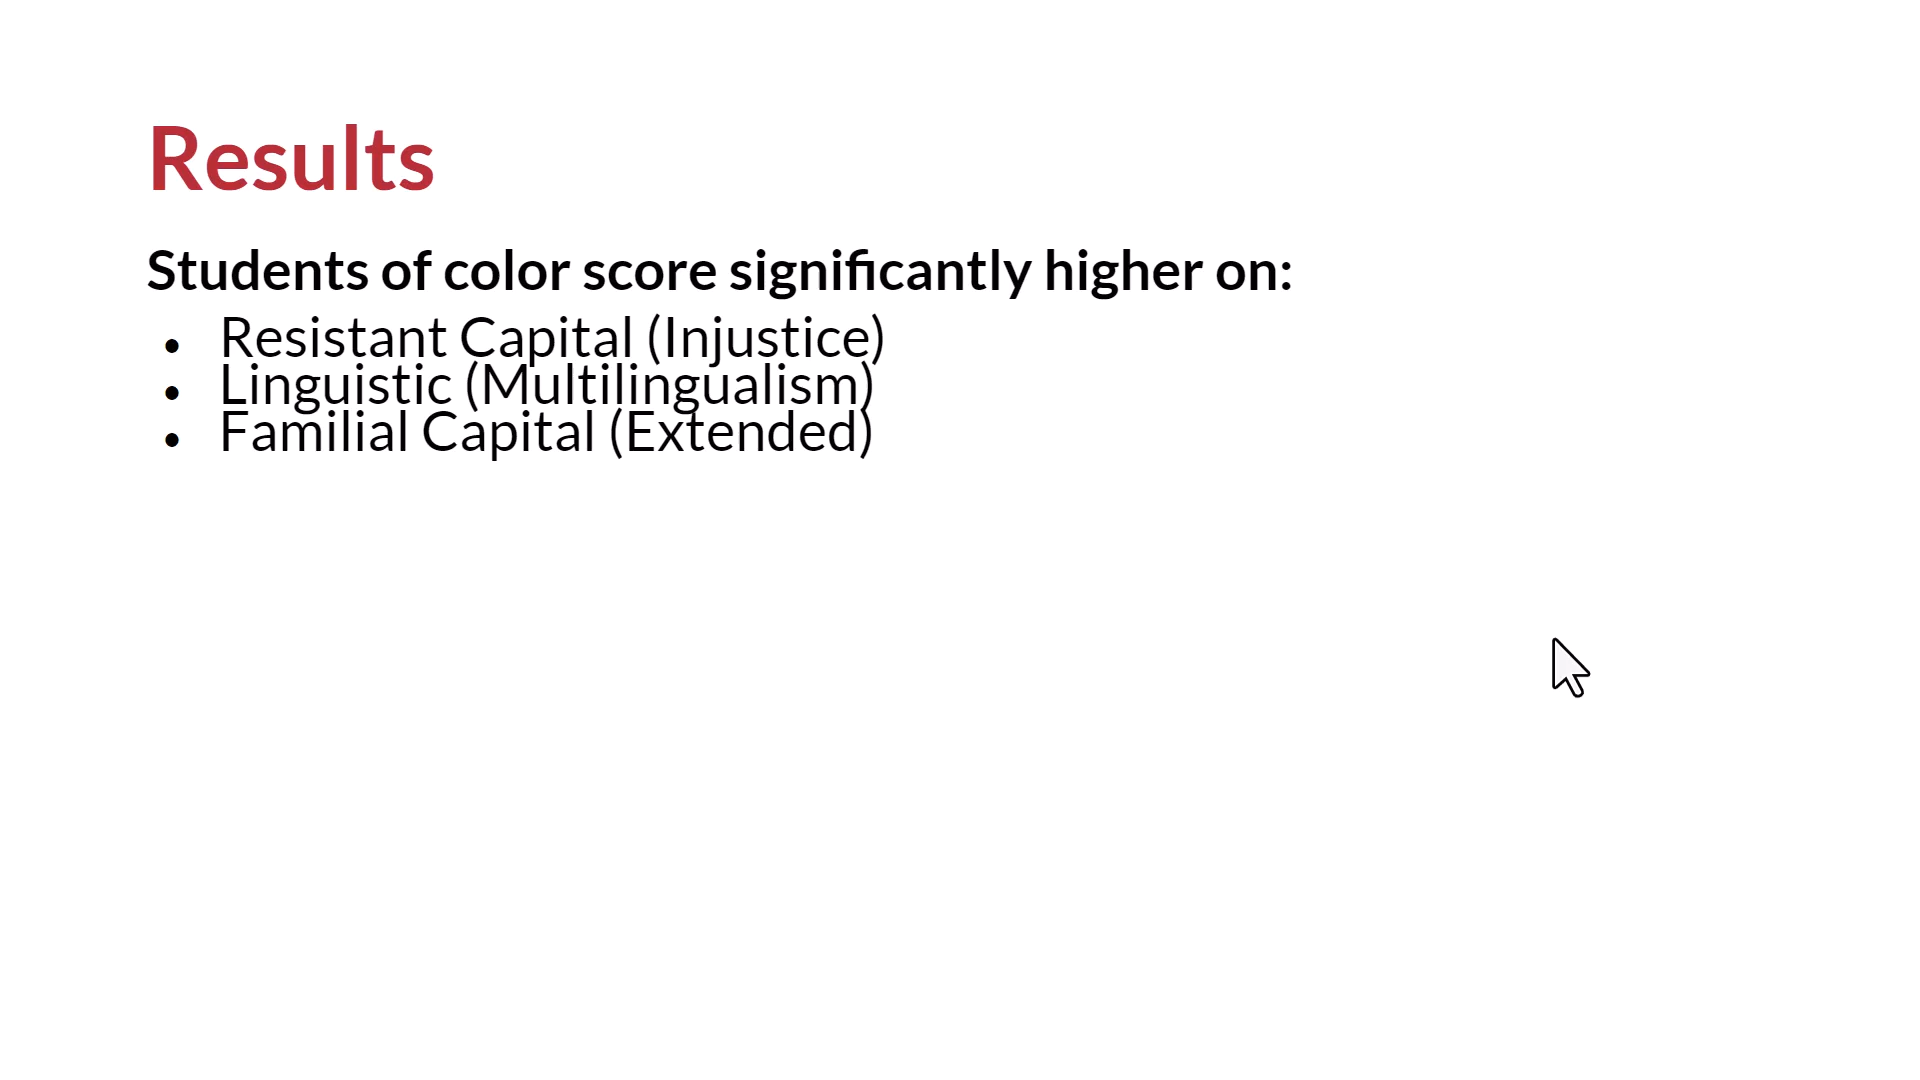 Results
Students of color score significantly higher on:
• Resistant Capital (Injustice)
• Linguistic (Multilingualism)
• Familial Capital (Extended)